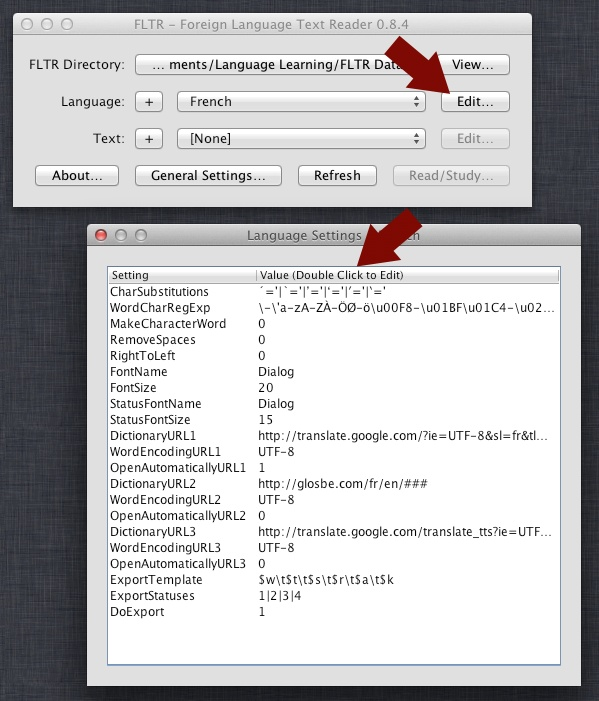 FLTR – Foreign Language Text Reader 0.8.4
FLTR Directory: ... ments/Language Learning/FLTR Data View...
Language: + French Edit...
Text: + [None] Edit...
About... General Settings... Refresh Read/Study...
Language Settings
Setting Value (Double Click to Edit)
CharSubstitutions ´='|`='|’='|‘='|′='|‵='
WordCharRegExp \-\'a-zA-ZÀ-ÖØ-ö\u00F8-\u01BF\u01C4-\u02...
MakeCharacterWord 0
RemoveSpaces 0
RightToLeft 0
FontName Dialog
FontSize 20
StatusFontName Dialog
StatusFontSize 15
DictionaryURL1 http://translate.google.com/?ie=UTF-8&sl=fr&tl...
WordEncodingURL1 UTF-8
OpenAutomaticallyURL1 1
DictionaryURL2 http://glosbe.com/fr/en/###
WordEncodingURL2 UTF-8
OpenAutomaticallyURL2 0
DictionaryURL3 http://translate.google.com/translate_tts?ie=UTF...
WordEncodingURL3 UTF-8
OpenAutomaticallyURL3 0
ExportTemplate $w\t$t\t$s\t$r\t$a\t$k
ExportStatuses 1|2|3|4
DoExport 1